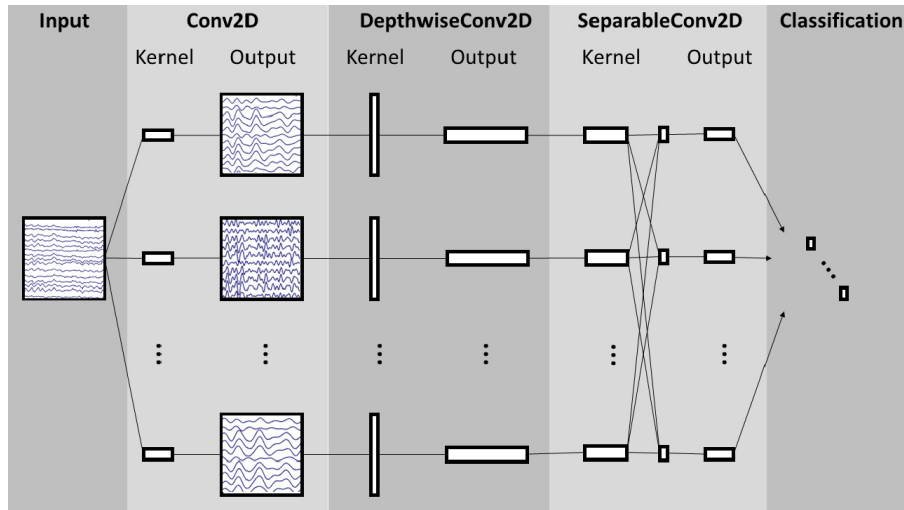 Input Conv2D DepthwiseConv2D SeparableConv2D Classification
Kernel Output Kernel Output Kernel Output